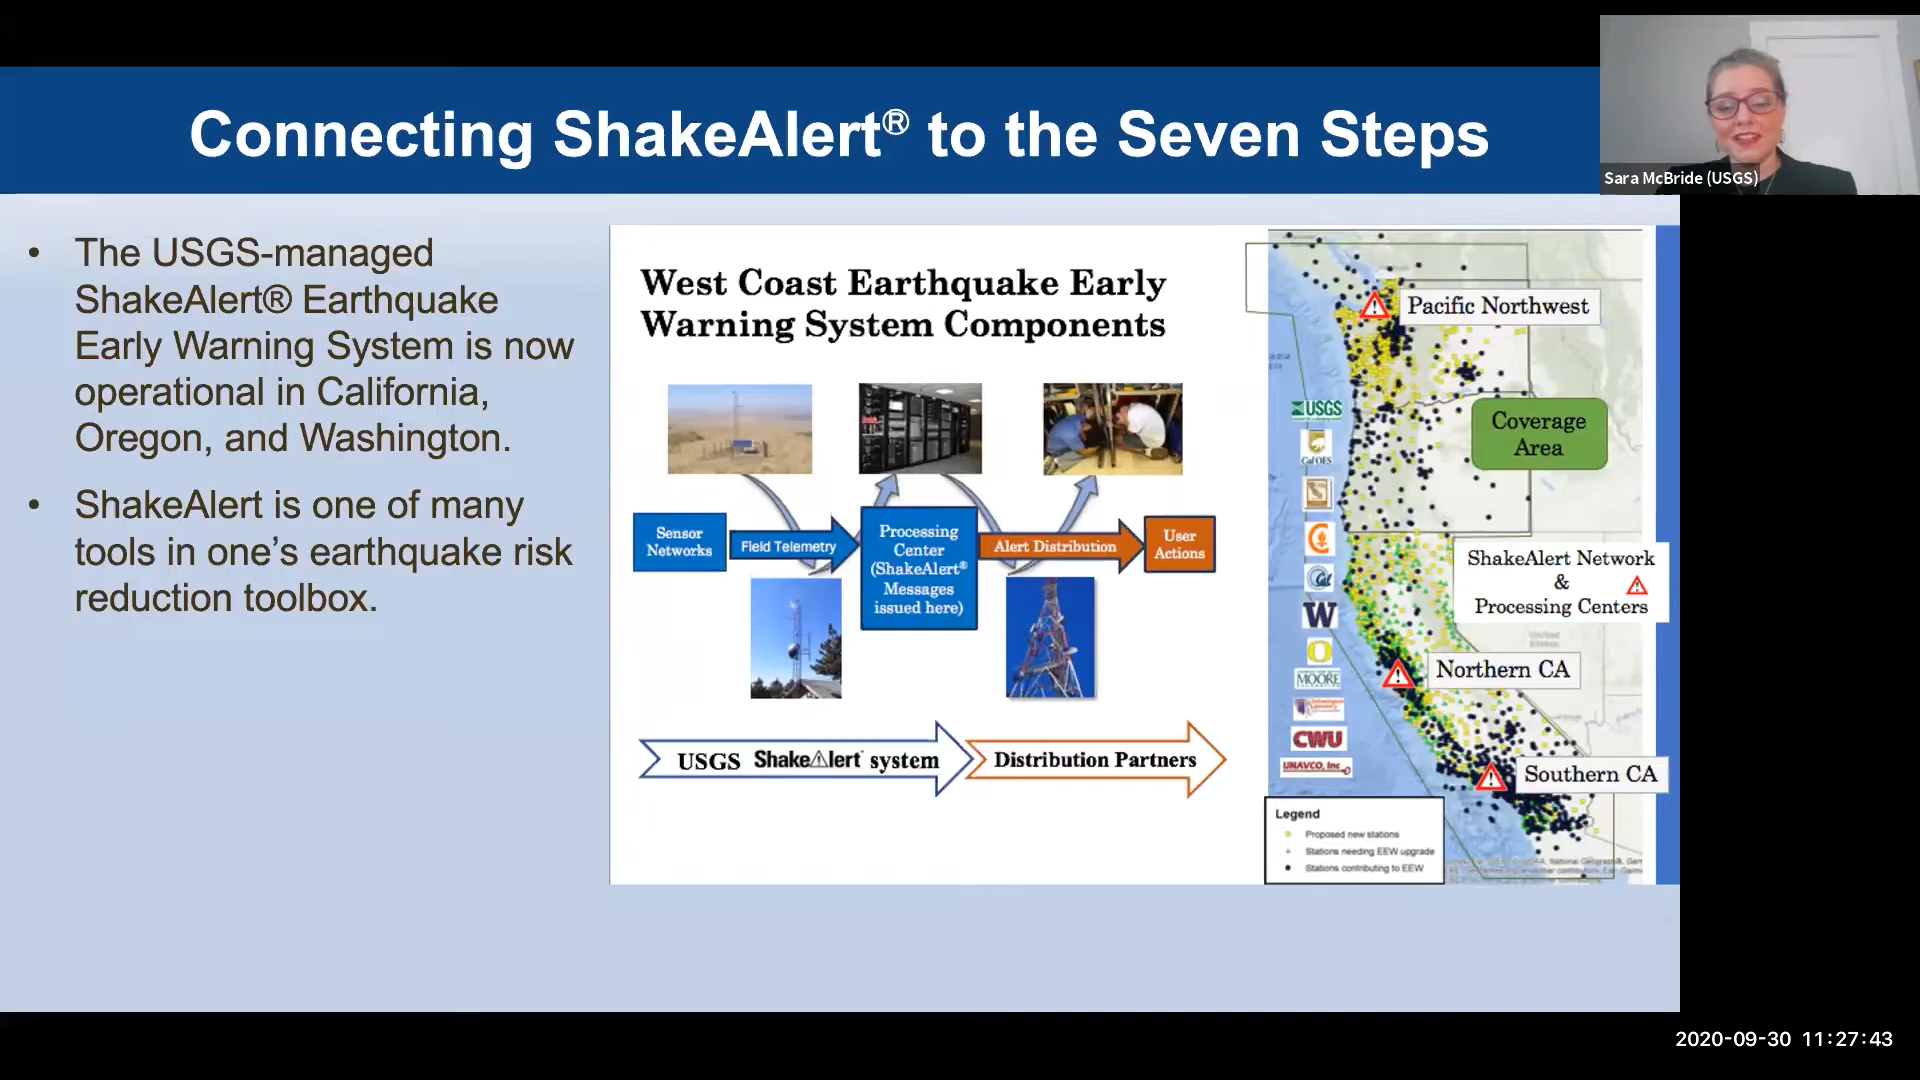 Connecting ShakeAlert® to the Seven Steps
Sara McBride (USGS)
• The USGS-managed
ShakeAlert® Earthquake
Early Warning System is now
operational in California,
Oregon, and Washington.
• ShakeAlert is one of many
tools in one’s earthquake risk
reduction toolbox.
West Coast Earthquake Early
Warning System Components
Sensor
Networks
Field Telemetry
Processing
Center
(ShakeAlert®
Messages
issued here)
Alert Distribution
User
Actions
USGS ShakeAlert system
Distribution Partners
Pacific Northwest
Coverage
Area
ShakeAlert Network
&
Processing Centers
Northern CA
Southern CA
USGS
Cal OES
Cal
W
O
MOORE
CWU
UNAVCO, Inc
Legend
Proposed new stations
Stations needing EEW upgrade
Stations contributing to EEW
2020-09-30 11:27:43